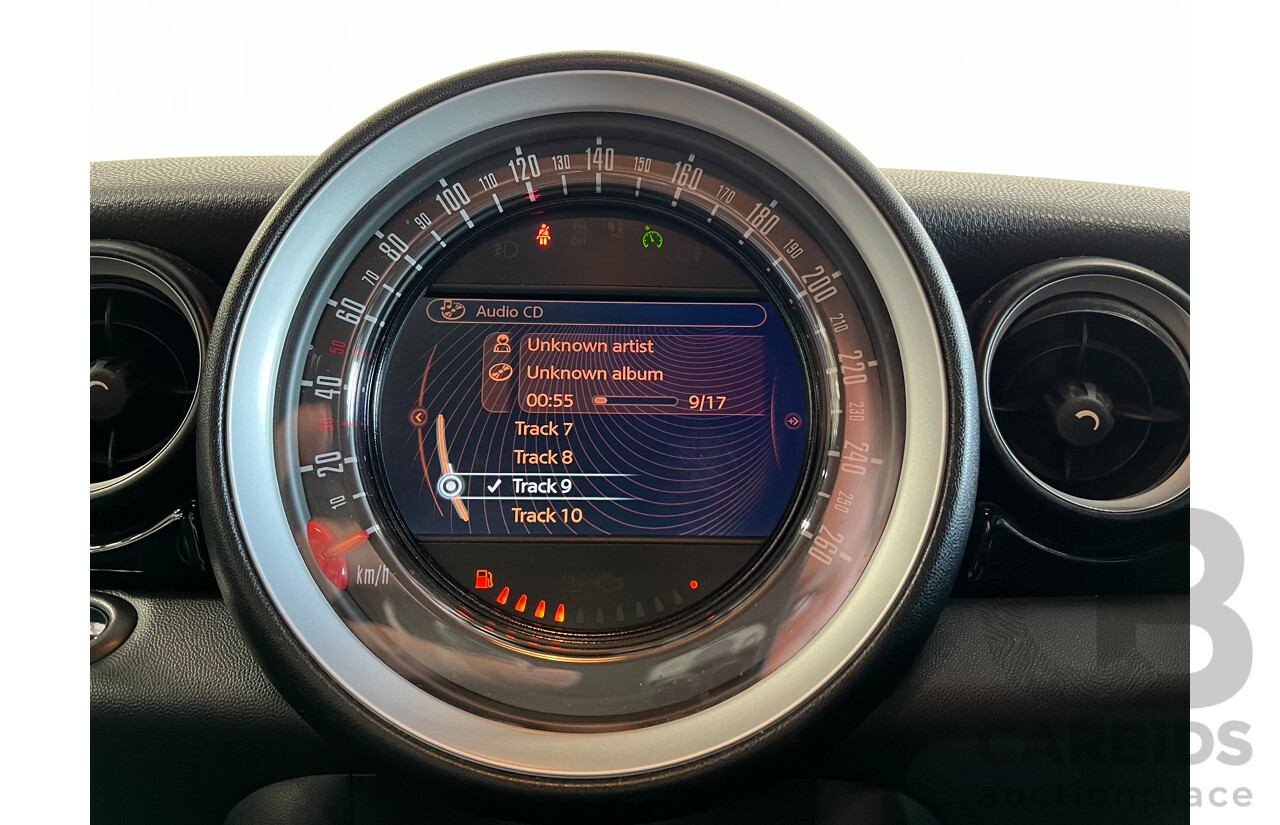 10
20
30
40
50
60
70
80
90
100
110
120
130
140
150
160
170
180
190
200
210
220
230
240
250
260
km/h
Audio CD
Unknown artist
Unknown album
00:55 9/17
Track 7
Track 8
✓ Track 9
Track 10
B
CARBIDS
auctionplace